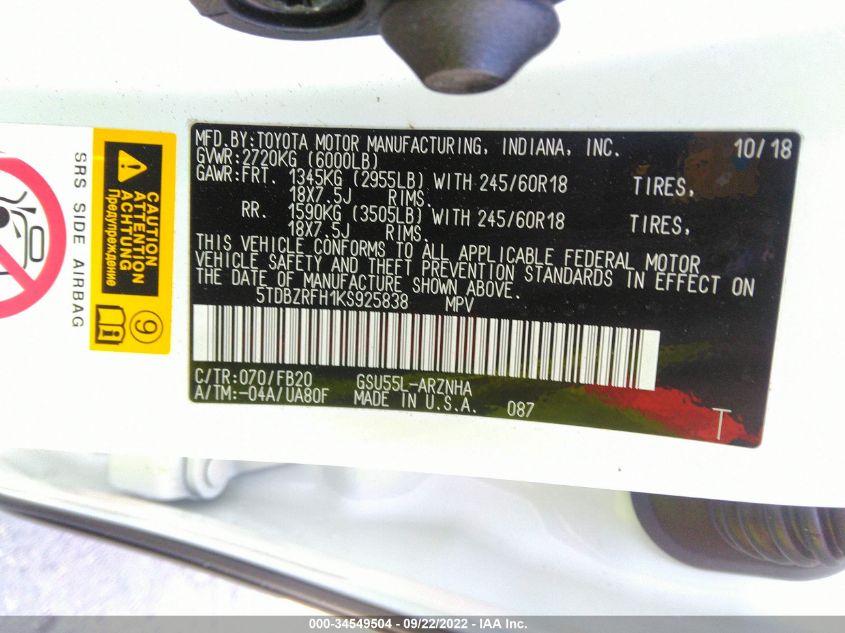 MFD.BY:TOYOTA MOTOR MANUFACTURING, INDIANA, INC. 10/18
GVWR:2720KG (6000LB)
GAWR:FRT. 1345KG (2955LB) WITH 245/60R18 TIRES,
18X7.5J RIMS.
RR. 1590KG (3505LB) WITH 245/60R18 TIRES,
18X7.5J RIMS.
THIS VEHICLE CONFORMS TO ALL APPLICABLE FEDERAL MOTOR
VEHICLE SAFETY AND THEFT PREVENTION STANDARDS IN EFFECT ON
THE DATE OF MANUFACTURE SHOWN ABOVE.
5TDBZRFH1KS925838 MPV
C/TR:070/FB20 GSU55L-ARZNHA
A/TM:-04A/UA80F MADE IN U.S.A. 087
T
SRS SIDE AIRBAG
CAUTION
ATTENTION
ACHTUNG
Предупреждение
9
000-34549504 - 09/22/2022 - IAA Inc.